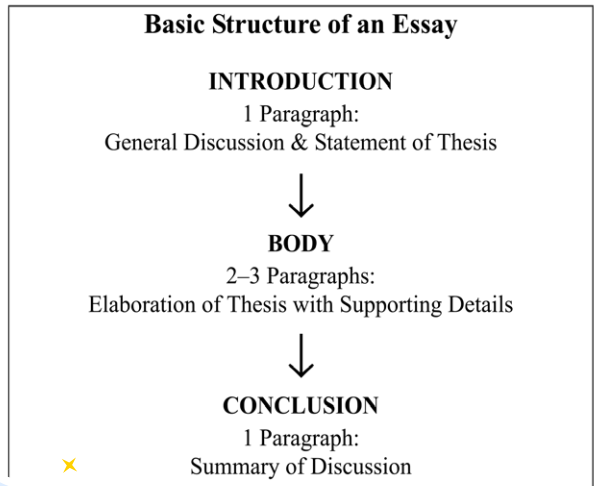 Basic Structure of an Essay
INTRODUCTION
1 Paragraph:
General Discussion & Statement of Thesis
BODY
2–3 Paragraphs:
Elaboration of Thesis with Supporting Details
CONCLUSION
1 Paragraph:
Summary of Discussion